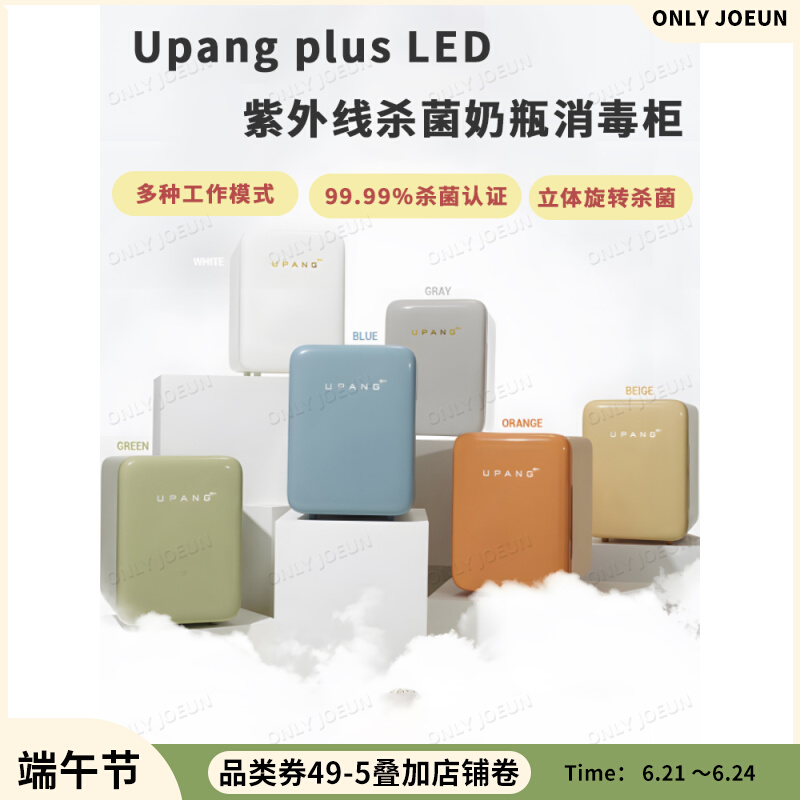 ONLY JOEUN
Upang plus LED
紫外线杀菌奶瓶消毒柜
多种工作模式
99.99%杀菌认证
立体旋转杀菌
WHITE
UPANG
GRAY
UPANG
BLUE
UPANG
BEIGE
UPANG
ORANGE
UPANG
GREEN
UPANG
ONLY JOEUN
端午节
品类券49-5叠加店铺卷
Time: 6.21～6.24